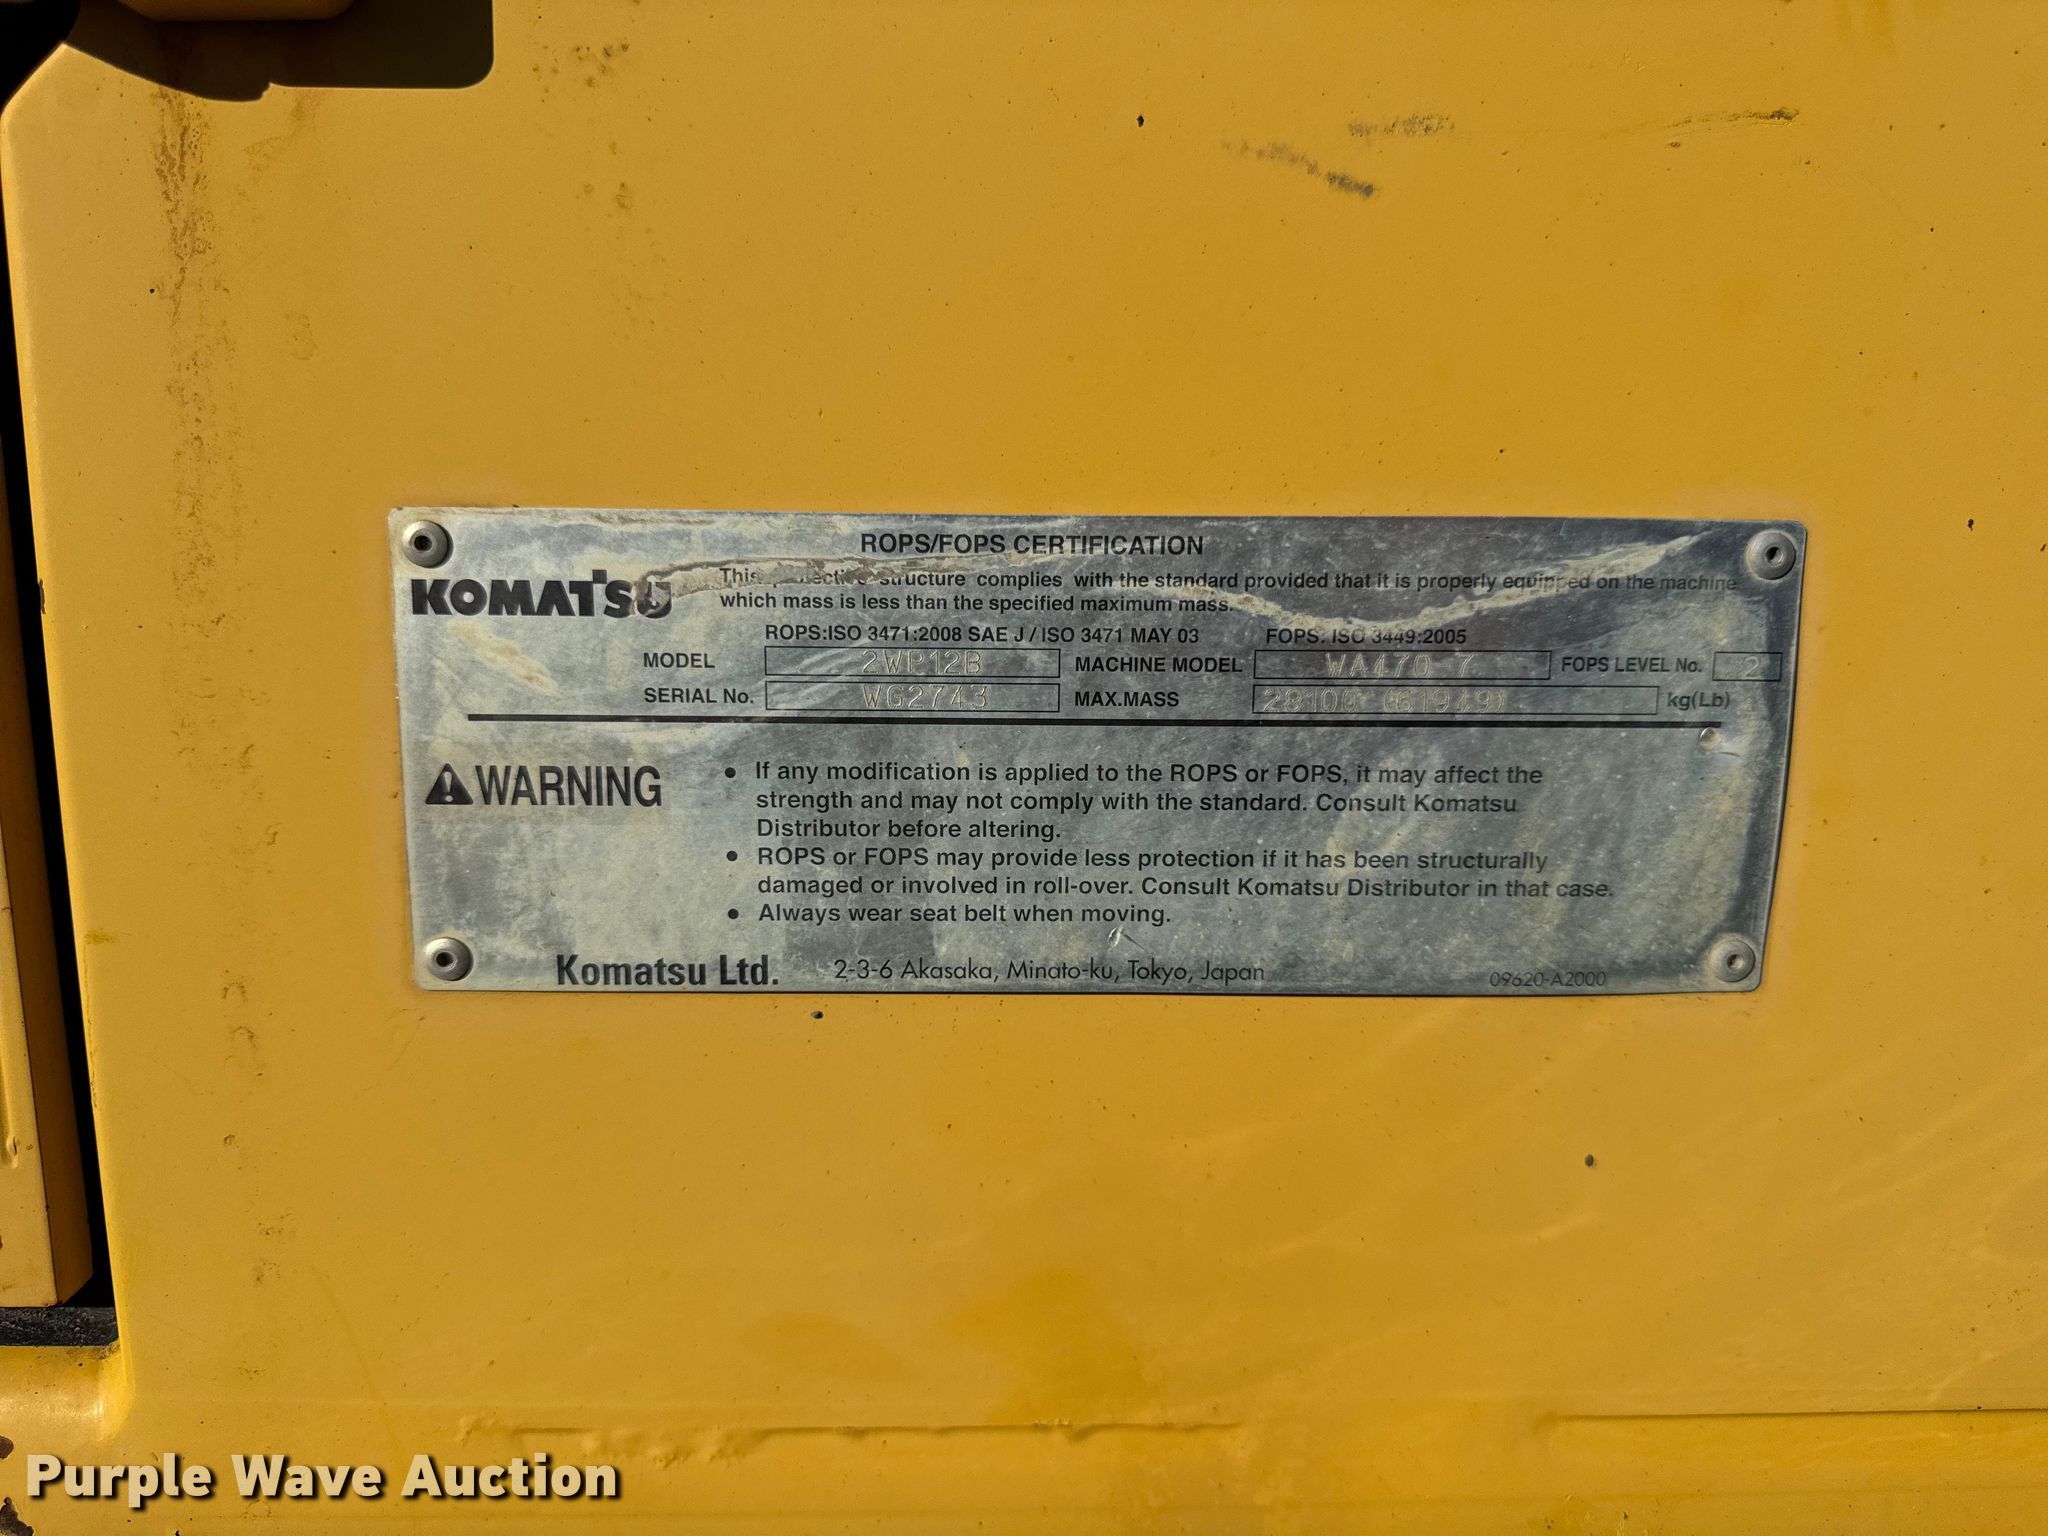 ROPS/FOPS CERTIFICATION
KOMATSU
This protective structure complies with the standard provided that it is properly equipped on the machine
which mass is less than the specified maximum mass.
ROPS:ISO 3471:2008 SAE J / ISO 3471 MAY 03 FOPS: ISO 3449:2005
MODEL 2WP12B MACHINE MODEL WA470-7 FOPS LEVEL No. 2
SERIAL No. WG2743 MAX.MASS 28100 (61949) kg(Lb)
WARNING
• If any modification is applied to the ROPS or FOPS, it may affect the
strength and may not comply with the standard. Consult Komatsu
Distributor before altering.
• ROPS or FOPS may provide less protection if it has been structurally
damaged or involved in roll-over. Consult Komatsu Distributor in that case.
• Always wear seat belt when moving.
Komatsu Ltd. 2-3-6 Akasaka, Minato-ku, Tokyo, Japan 09620-A2000
Purple Wave Auction